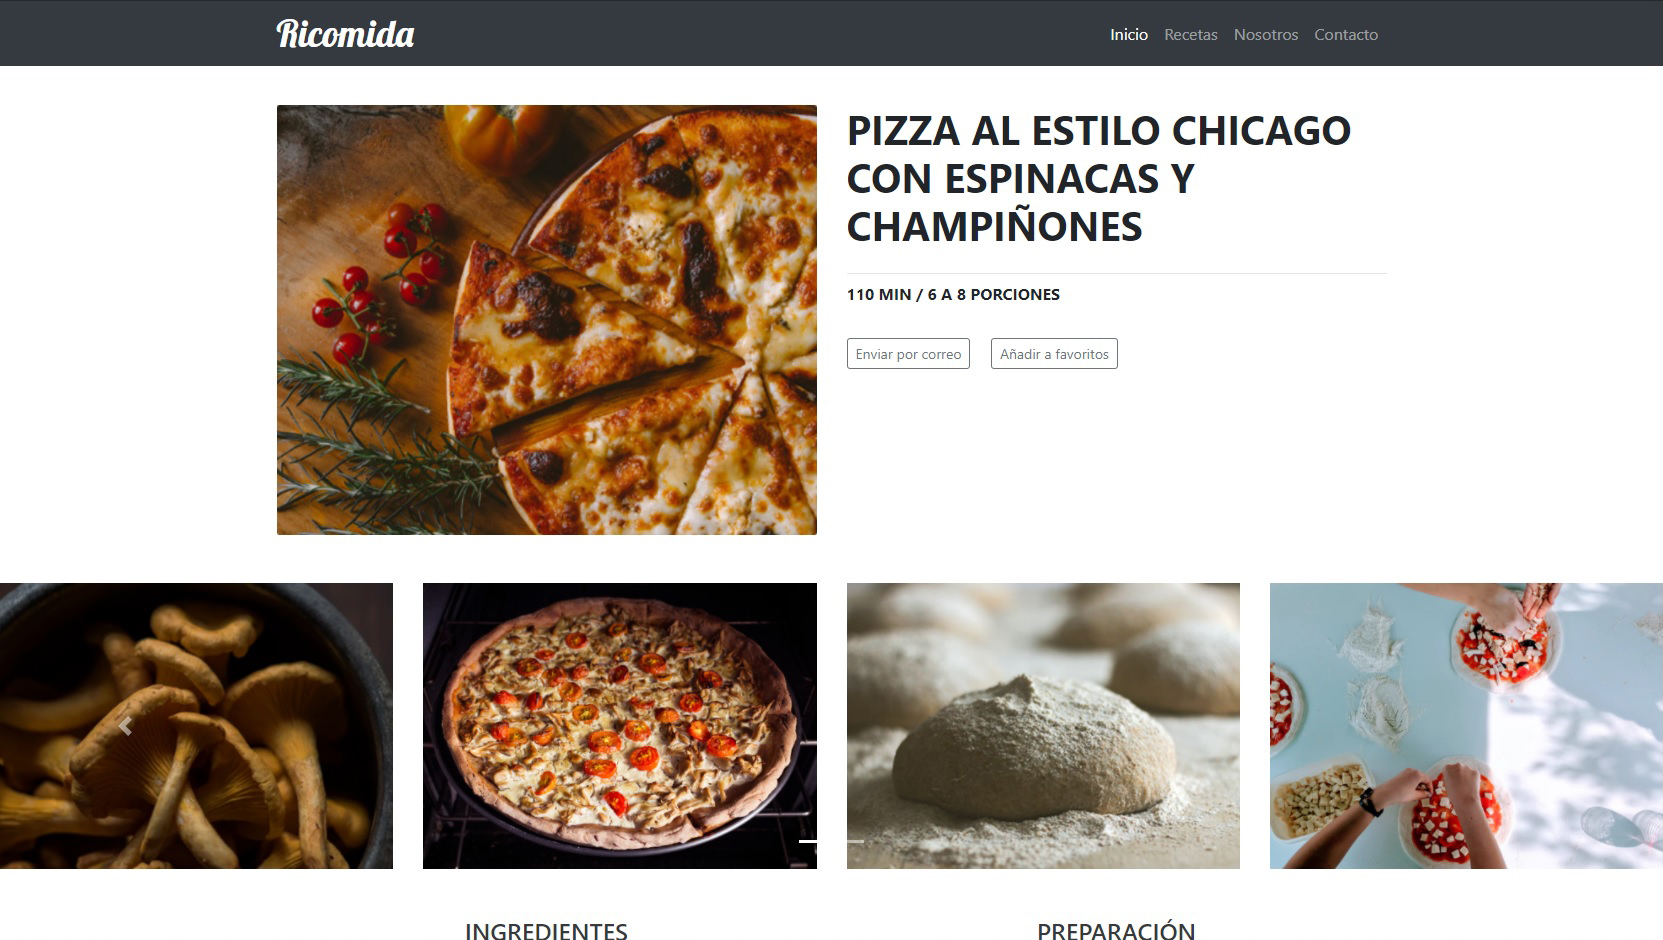 Ricomida
Inicio Recetas Nosotros Contacto
PIZZA AL ESTILO CHICAGO
CON ESPINACAS Y
CHAMPIÑONES
110 MIN / 6 A 8 PORCIONES
Enviar por correo Añadir a favoritos
INGREDIENTES PREPARACIÓN